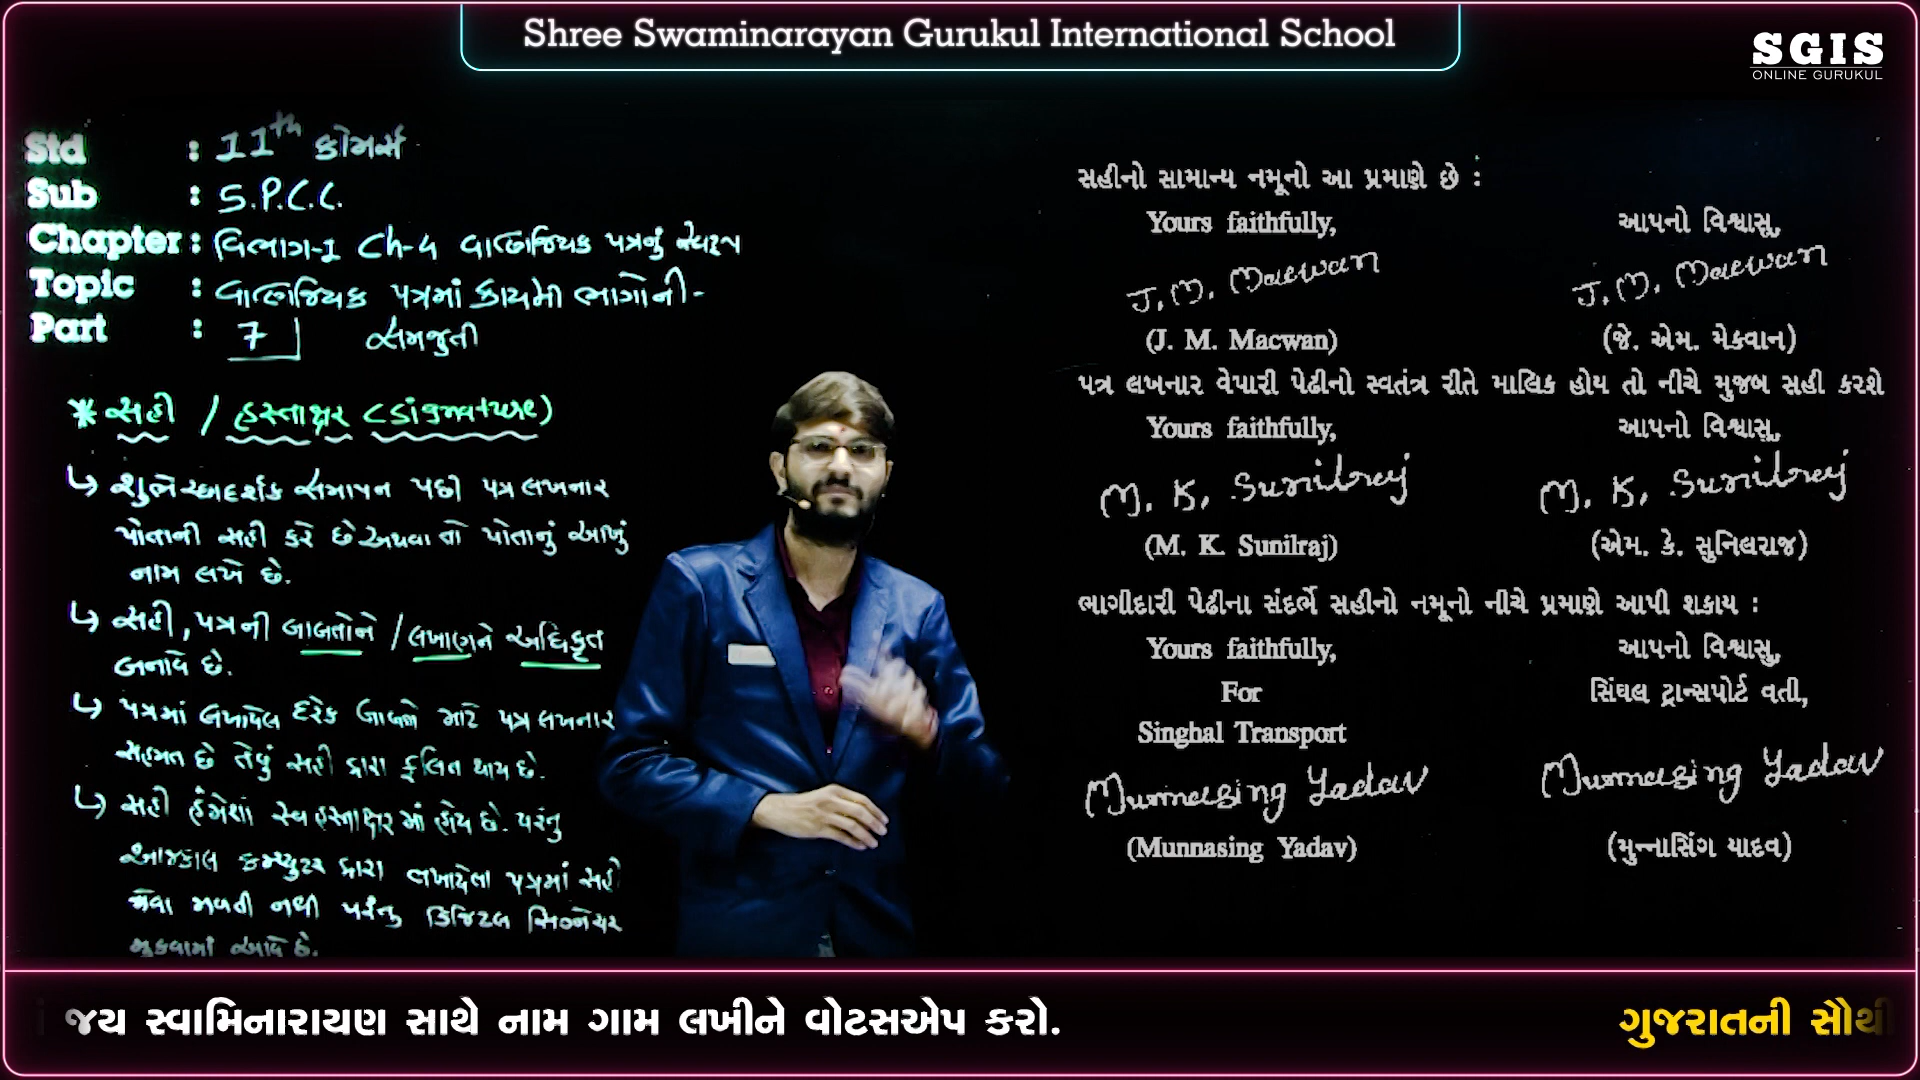 Shree Swaminarayan Gurukul International School
SGIS
ONLINE GURUKUL
Std : 11th કોમર્સ
Sub : S.P.C.C.
Chapter : વિભાગ-1 Ch-4 વાણિજ્યિક પત્રનું સ્વરૂપ
Topic : વાણિજ્યિક પત્રમાં કાયમી ભાગોની-
Part : 7 સમજુતી
* સહી / હસ્તાક્ષર (Signature)
↳ શુભેચ્છાદર્શક સમાપન પછી પત્ર લખનાર
પોતાની સહી કરે છે અથવા તો પોતાનું આખું
નામ લખે છે.
↳ સહી, પત્રની બાબતોને / લખાણને અધિકૃત
બનાવે છે.
↳ પત્રમાં લખાયેલ દરેક બાબત માટે પત્ર લખનાર
સહમત છે તેવું સહી દ્વારા ફલિત થાય છે.
↳ સહી હંમેશા સ્વ હસ્તાક્ષરમાં હોય છે. પરંતુ
આજકાલ કમ્પ્યુટર દ્વારા લખાયેલા પત્રમાં સહી
જોવા મળતી નથી પરંતુ ડિજિટલ સિગ્નેચર
મૂકવામાં આવે છે.
સહીનો સામાન્ય નમૂનો આ પ્રમાણે છે :
Yours faithfully, આપનો વિશ્વાસુ,
J. M. Macwan J. M. Macwan
(J. M. Macwan) (જે. એમ. મેકવાન)
પત્ર લખનાર વેપારી પેઢીનો સ્વતંત્ર રીતે માલિક હોય તો નીચે મુજબ સહી કરશે
Yours faithfully, આપનો વિશ્વાસુ,
M. K. Sunilraj M. K. Sunilraj
(M. K. Sunilraj) (એમ. કે. સુનિલરાજ)
ભાગીદારી પેઢીના સંદર્ભે સહીનો નમૂનો નીચે પ્રમાણે આપી શકાય :
Yours faithfully, આપનો વિશ્વાસુ,
For સિંઘલ ટ્રાન્સપોર્ટ વતી,
Singhal Transport
Munnasing Yadav Munnasing Yadav
(Munnasing Yadav) (મુન્નાસિંગ યાદવ)
જય સ્વામિનારાયણ સાથે નામ ગામ લખીને વોટસએપ કરો. ગુજરાતની સૌથી